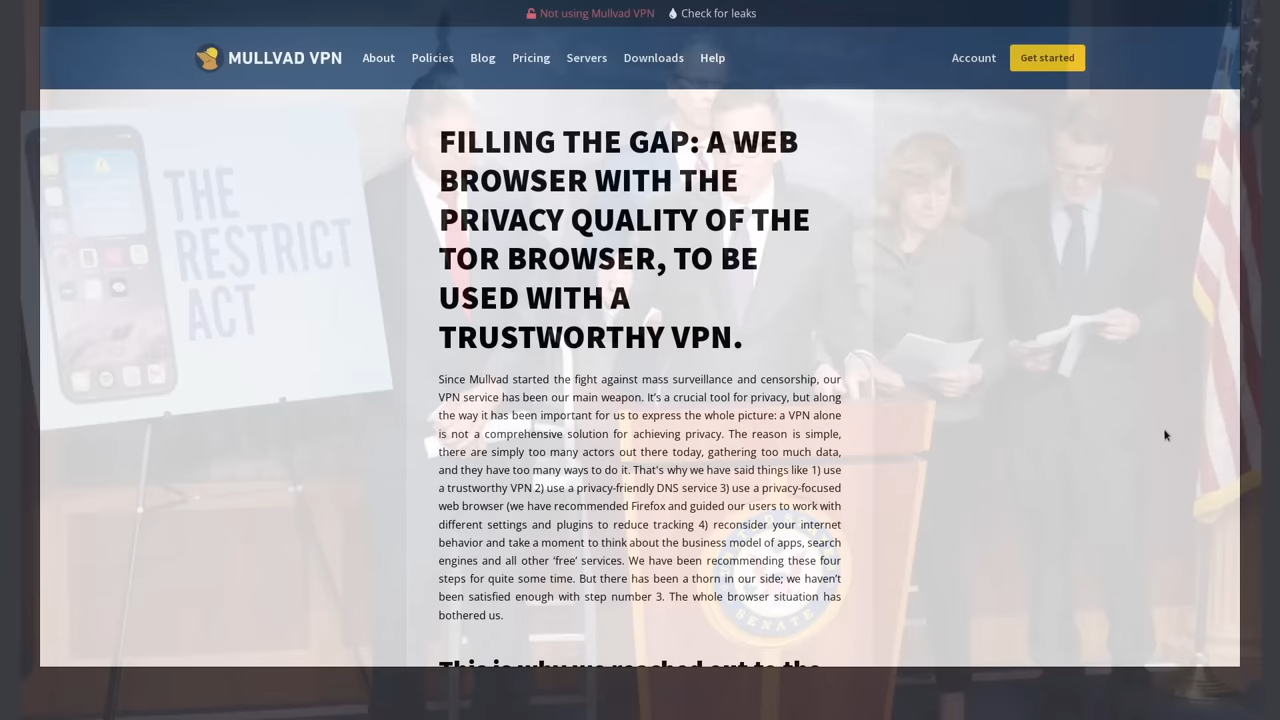 Not using Mullvad VPN Check for leaks
MULLVAD VPN About Policies Blog Pricing Servers Downloads Help Account Get started
FILLING THE GAP: A WEB
BROWSER WITH THE
PRIVACY QUALITY OF THE
TOR BROWSER, TO BE
USED WITH A
TRUSTWORTHY VPN.
THE
RESTRICT
ACT
Since Mullvad started the fight against mass surveillance and censorship, our
VPN service has been our main weapon. It’s a crucial tool for privacy, but along
the way it has been important for us to express the whole picture: a VPN alone
is not a comprehensive solution for achieving privacy. The reason is simple,
there are simply too many actors out there today, gathering too much data,
and they have too many ways to do it. That's why we have said things like 1) use
a trustworthy VPN 2) use a privacy-friendly DNS service 3) use a privacy-focused
web browser (we have recommended Firefox and guided our users to work with
different settings and plugins to reduce tracking 4) reconsider your internet
behavior and take a moment to think about the business model of apps, search
engines and all other ‘free’ services. We have been recommending these four
steps for quite some time. But there has been a thorn in our side; we haven’t
been satisfied enough with step number 3. The whole browser situation has
bothered us.
SENATE
This is why we reached out to the